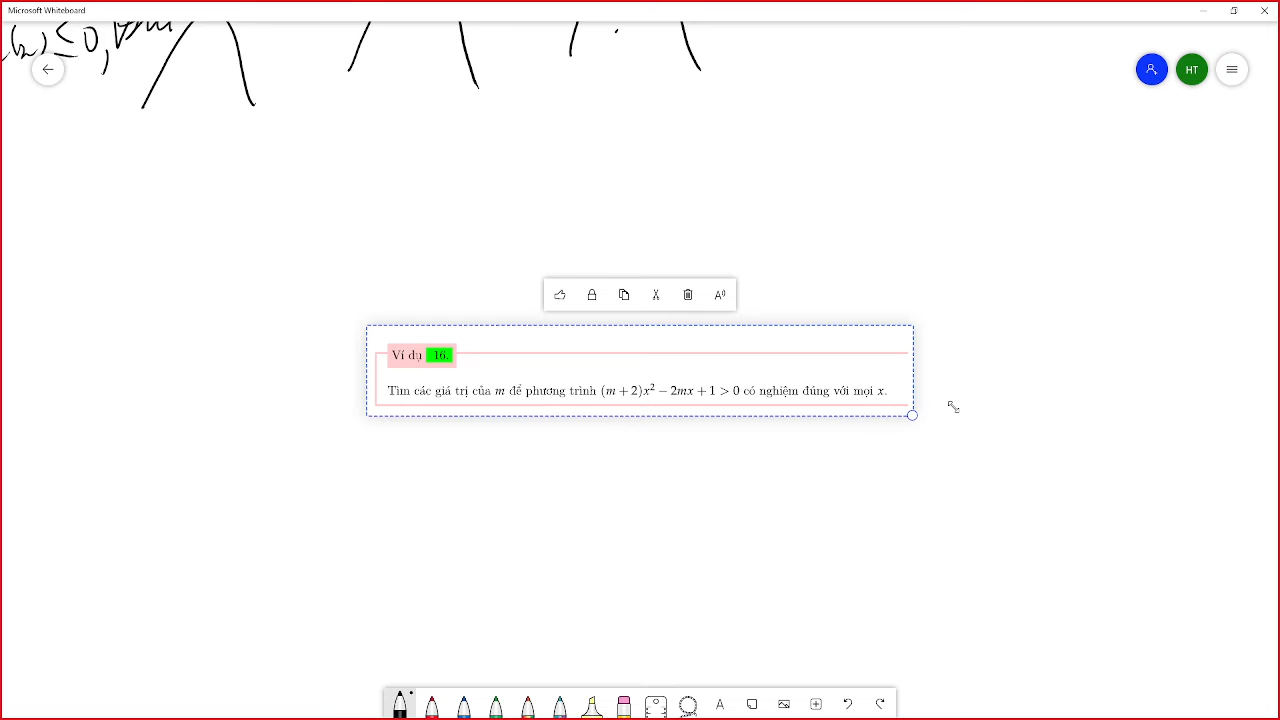 Microsoft Whiteboard
≤ 0,
HT
Ví dụ 16.
Tìm các giá trị của m để phương trình (m + 2)x² − 2mx + 1 > 0 có nghiệm đúng với mọi x.